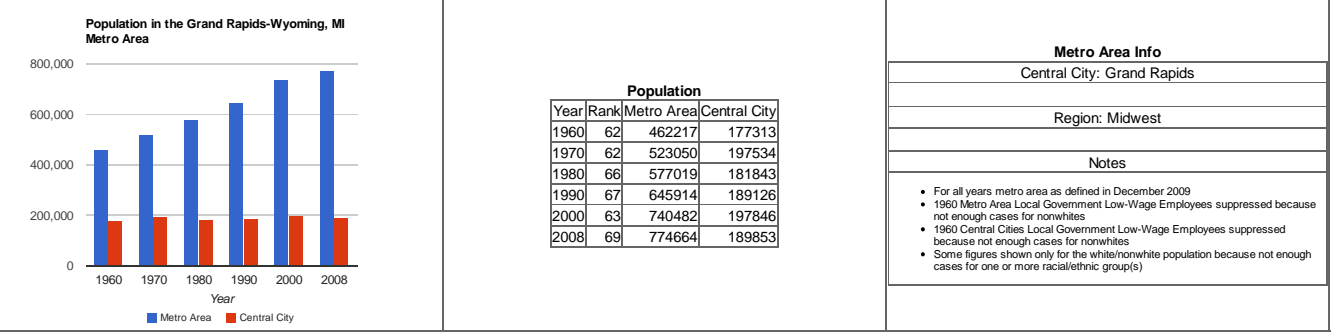 Population in the Grand Rapids-Wyoming, MI
Metro Area
800,000
600,000
400,000
200,000
0
1960 1970 1980 1990 2000 2008
Year
Metro Area Central City
Population
Year Rank Metro Area Central City
1960 62 462217 177313
1970 62 523050 197534
1980 66 577019 181843
1990 67 645914 189126
2000 63 740482 197846
2008 69 774664 189853
Metro Area Info
Central City: Grand Rapids
Region: Midwest
Notes
• For all years metro area as defined in December 2009
• 1960 Metro Area Local Government Low-Wage Employees suppressed because
not enough cases for nonwhites
• 1960 Central Cities Local Government Low-Wage Employees suppressed
because not enough cases for nonwhites
• Some figures shown only for the white/nonwhite population because not enough
cases for one or more racial/ethnic group(s)